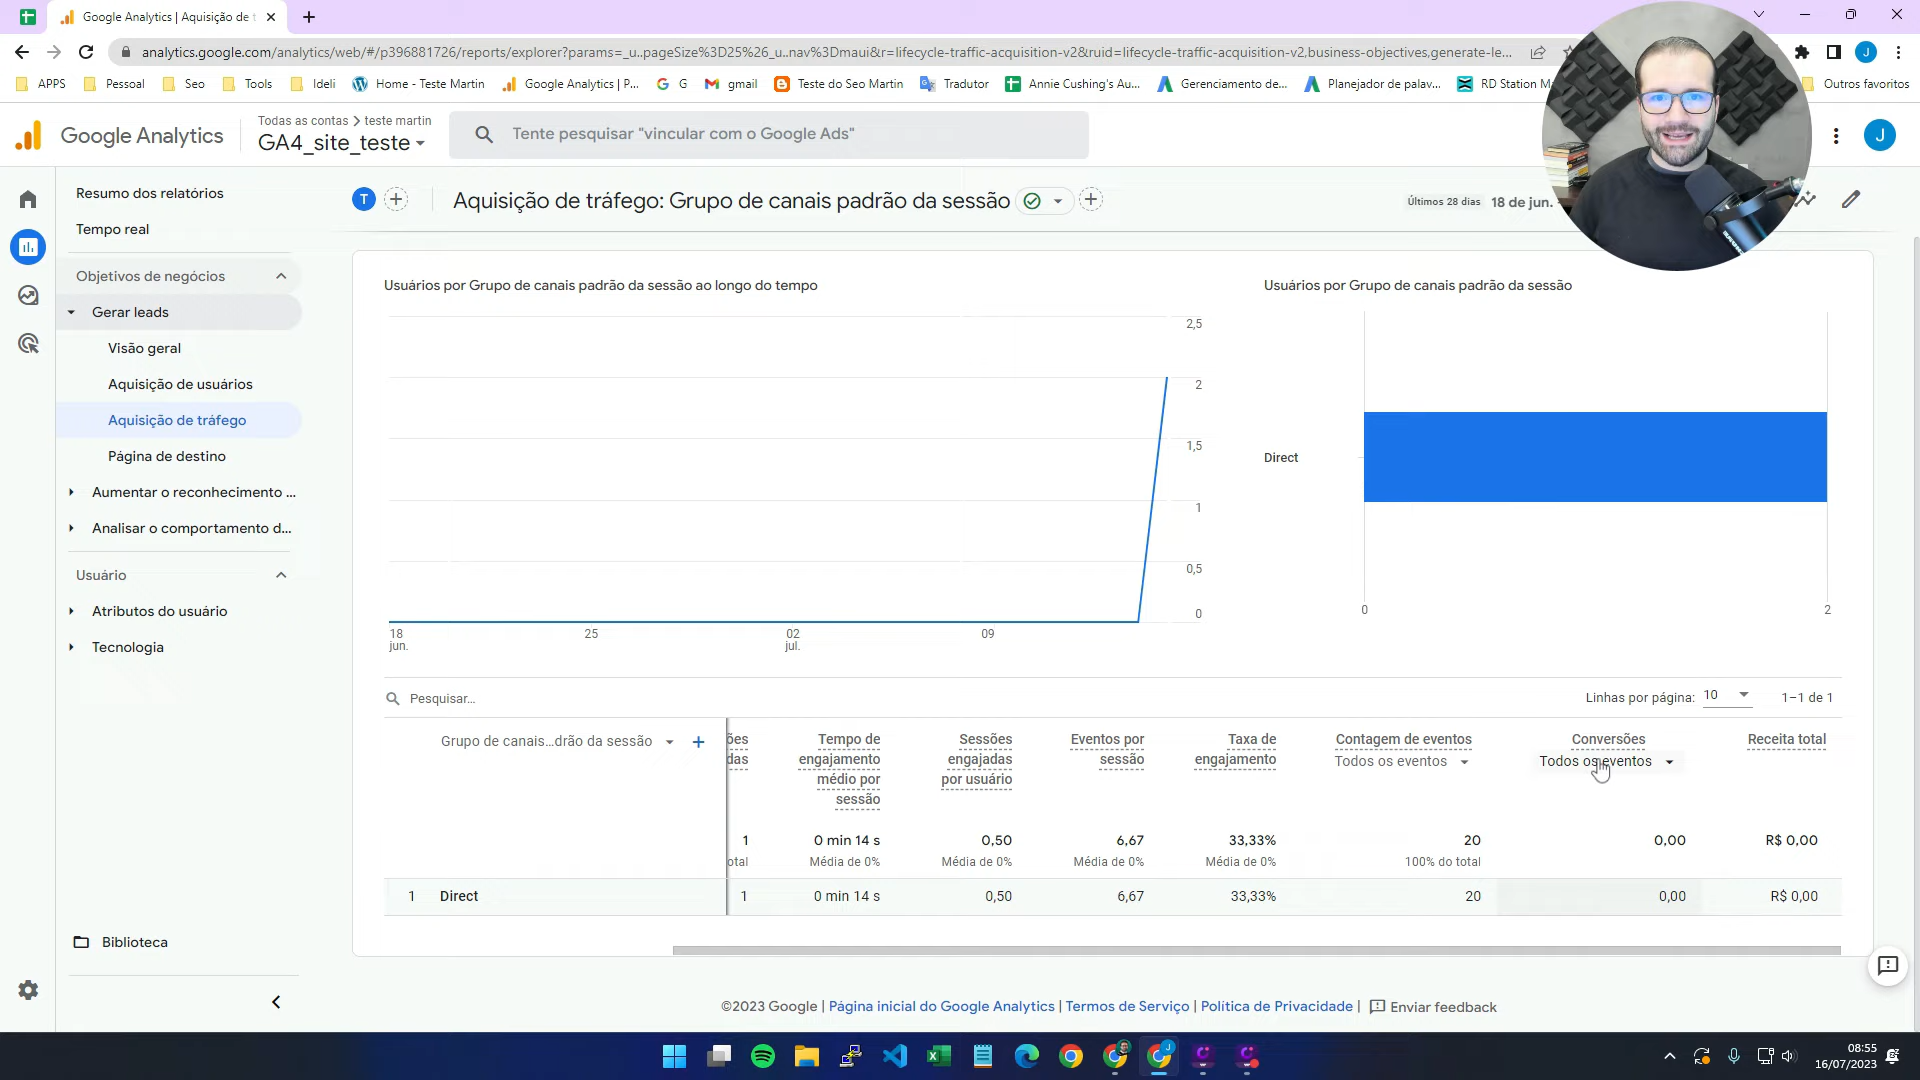 Google Analytics | Aquisição de t
analytics.google.com/analytics/web/#/p396881726/reports/explorer?params=_u..pageSize%3D25%26_u..nav%3Dmaui&r=lifecycle-traffic-acquisition-v2&ruid=lifecycle-traffic-acquisition-v2,business-objectives,generate-le...
J
APPS
Pessoal
Seo
Tools
Ideli
Home - Teste Martin
Google Analytics | P...
G
gmail
Teste do Seo Martin
Tradutor
Annie Cushing's Au...
Gerenciamento de...
Planejador de palav...
RD Station M
Outros favoritos
Google Analytics
Todas as contas > teste martin
GA4_site_teste
Tente pesquisar "vincular com o Google Ads"
J
Resumo dos relatórios
Tempo real
Objetivos de negócios
Gerar leads
Visão geral
Aquisição de usuários
Aquisição de tráfego
Página de destino
Aumentar o reconhecimento ...
Analisar o comportamento d...
Usuário
Atributos do usuário
Tecnologia
Biblioteca
T
Aquisição de tráfego: Grupo de canais padrão da sessão
Últimos 28 dias 18 de jun.
Usuários por Grupo de canais padrão da sessão ao longo do tempo
2,5
2
1,5
1
0,5
0
18
jun.
25
02
jul.
09
Usuários por Grupo de canais padrão da sessão
Direct
0
2
Pesquisar...
Linhas por página: 10
1–1 de 1
Grupo de canais...drão da sessão
ões
das
Tempo de
engajamento
médio por
sessão
Sessões
engajadas
por usuário
Eventos por
sessão
Taxa de
engajamento
Contagem de eventos
Todos os eventos
Conversões
Todos os eventos
Receita total
1 0 min 14 s 0,50 6,67 33,33% 20 0,00 R$ 0,00
otal Média de 0% Média de 0% Média de 0% Média de 0% 100% do total
1 Direct 1 0 min 14 s 0,50 6,67 33,33% 20 0,00 R$ 0,00
©2023 Google | Página inicial do Google Analytics | Termos de Serviço | Política de Privacidade | Enviar feedback
08:55
16/07/2023